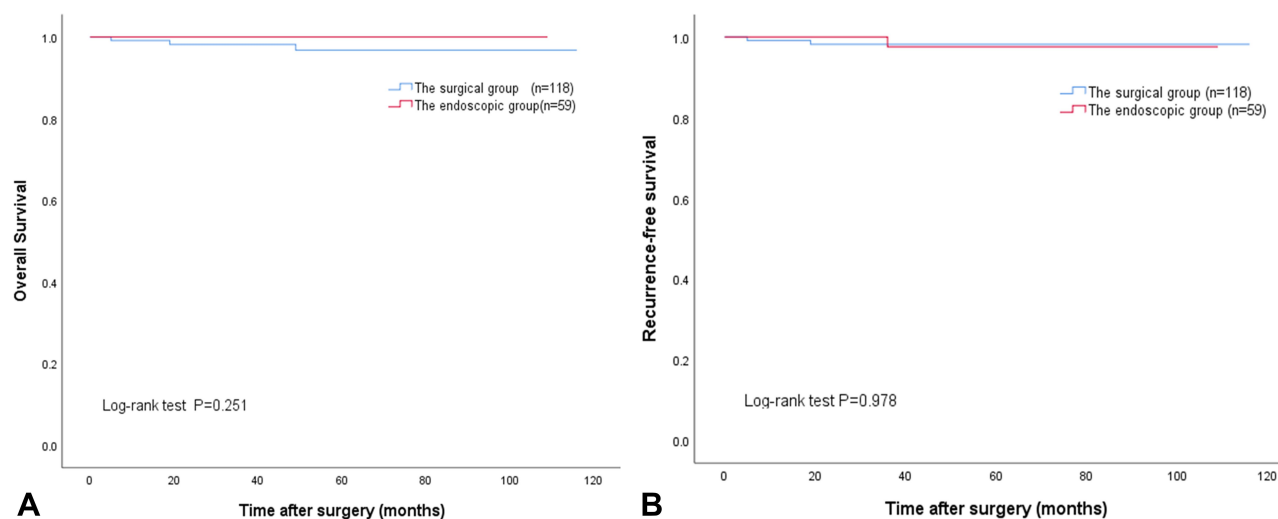 1.0
0.8
0.6
0.4
0.2
0.0
Overall Survival
The surgical group (n=118)
The endoscopic group(n=59)
Log-rank test P=0.251
0 20 40 60 80 100 120
Time after surgery (months)
A
1.0
0.8
0.6
0.4
0.2
0.0
Recurrence-free survival
The surgical group (n=118)
The endoscopic group (n=59)
Log-rank test P=0.978
0 20 40 60 80 100 120
Time after surgery (months)
B